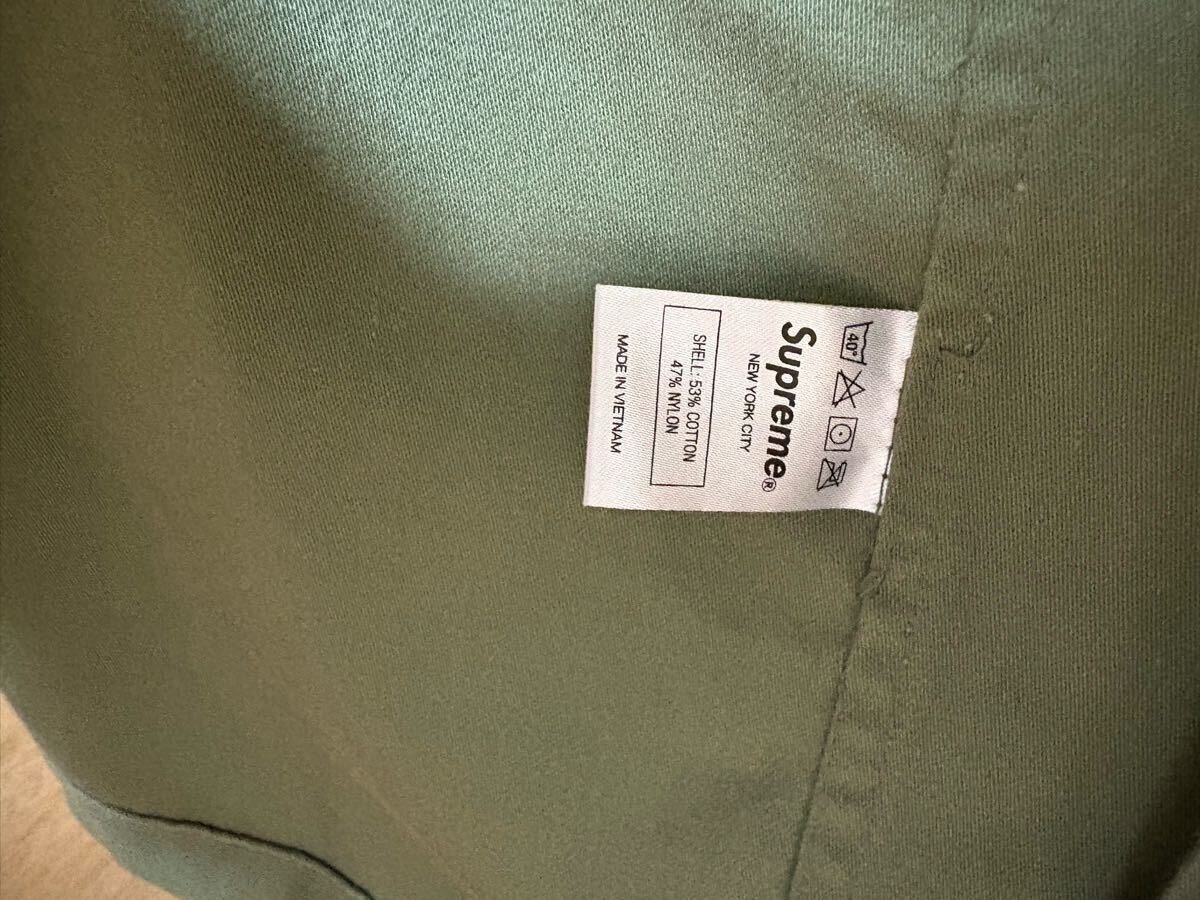 40°
Supreme®
NEW YORK CITY
SHELL: 53% COTTON
47% NYLON
MADE IN VIETNAM